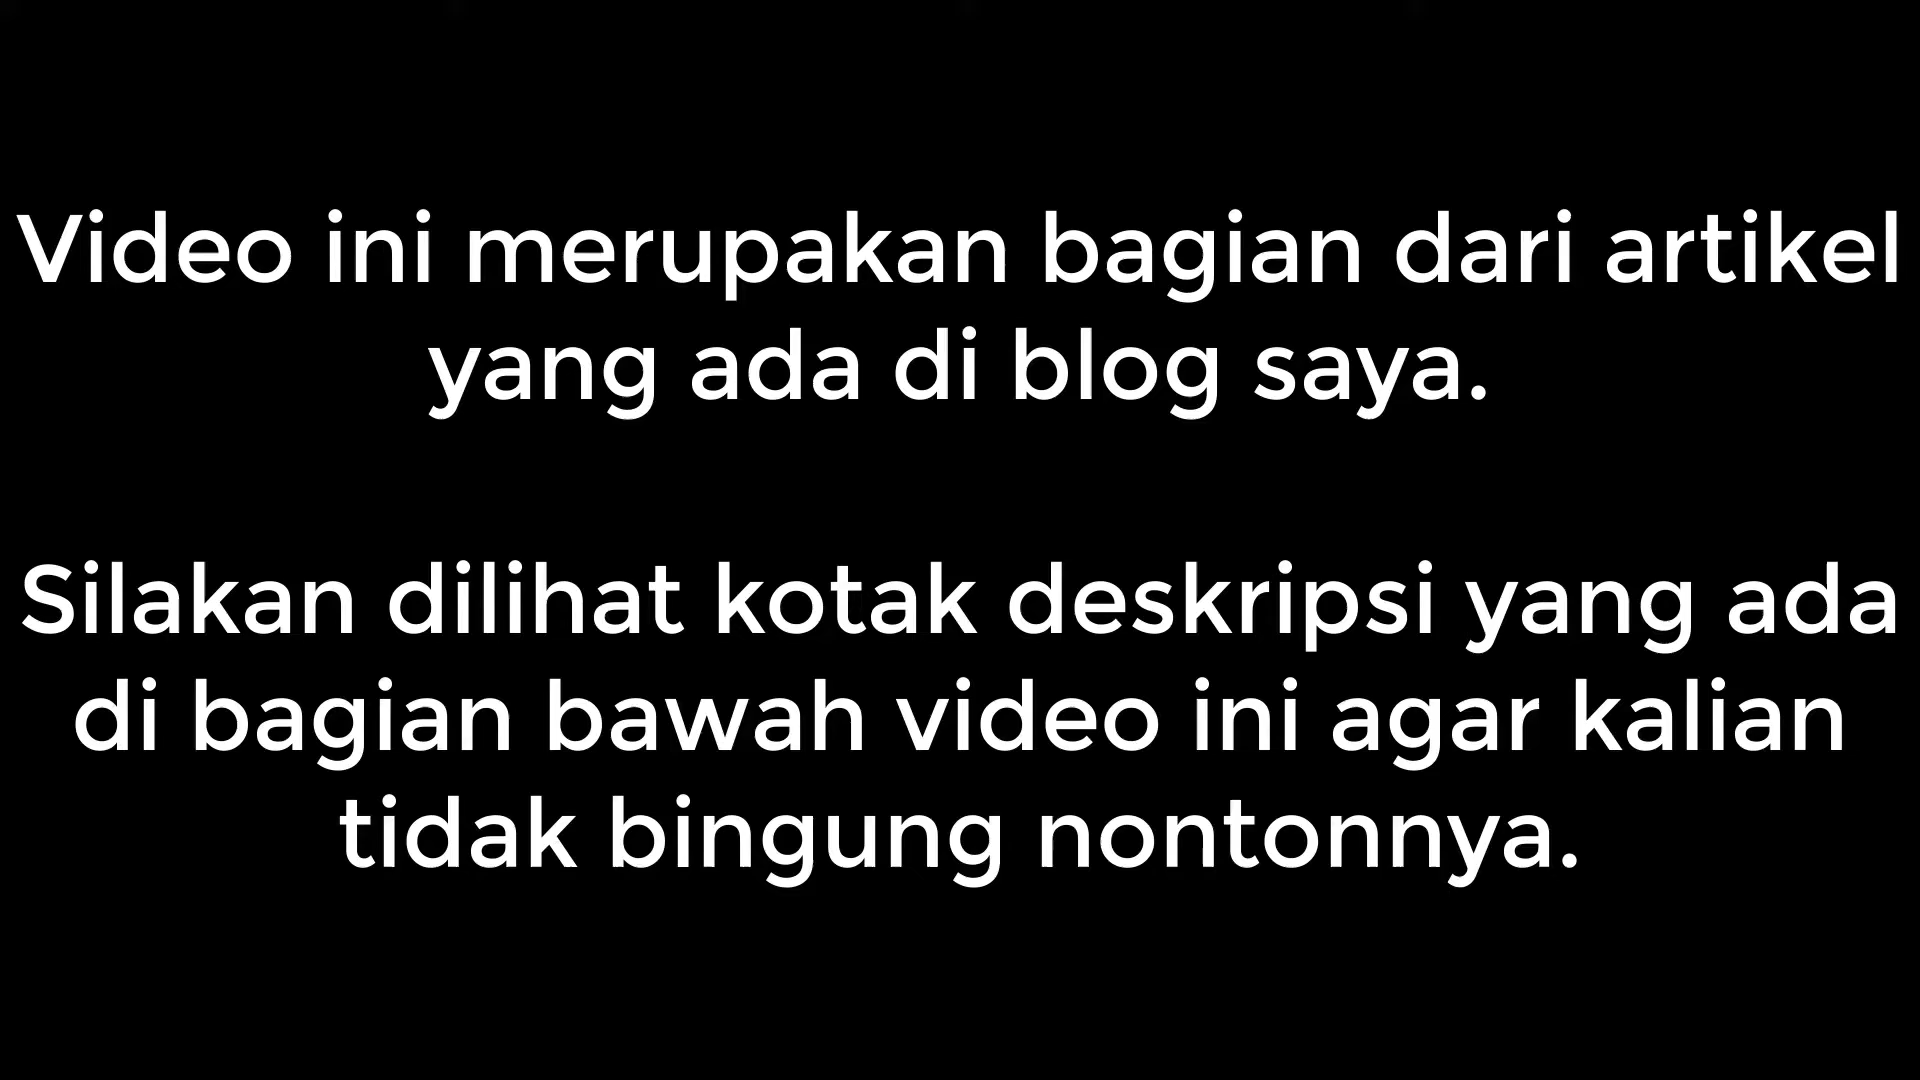 Video ini merupakan bagian dari artikel
yang ada di blog saya.
Silakan dilihat kotak deskripsi yang ada
di bagian bawah video ini agar kalian
tidak bingung nontonnya.